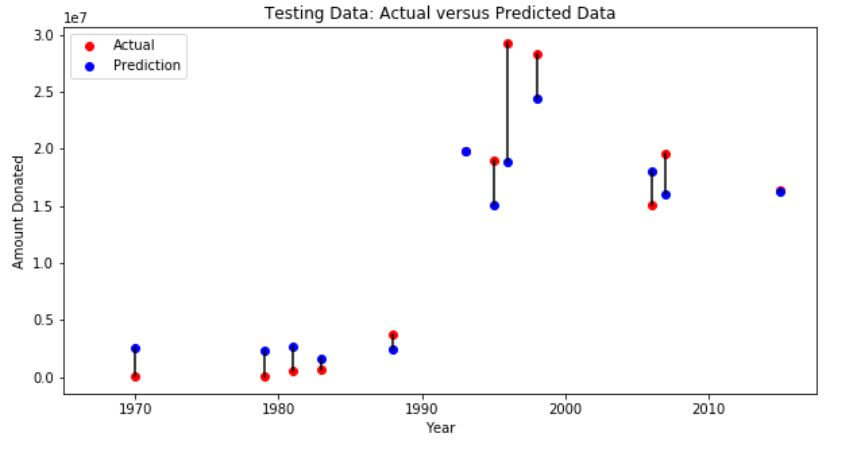 Testing Data: Actual versus Predicted Data
1e7
Actual
Prediction
3.0
2.5
2.0
1.5
1.0
0.5
0.0
Amount Donated
1970 1980 1990 2000 2010
Year